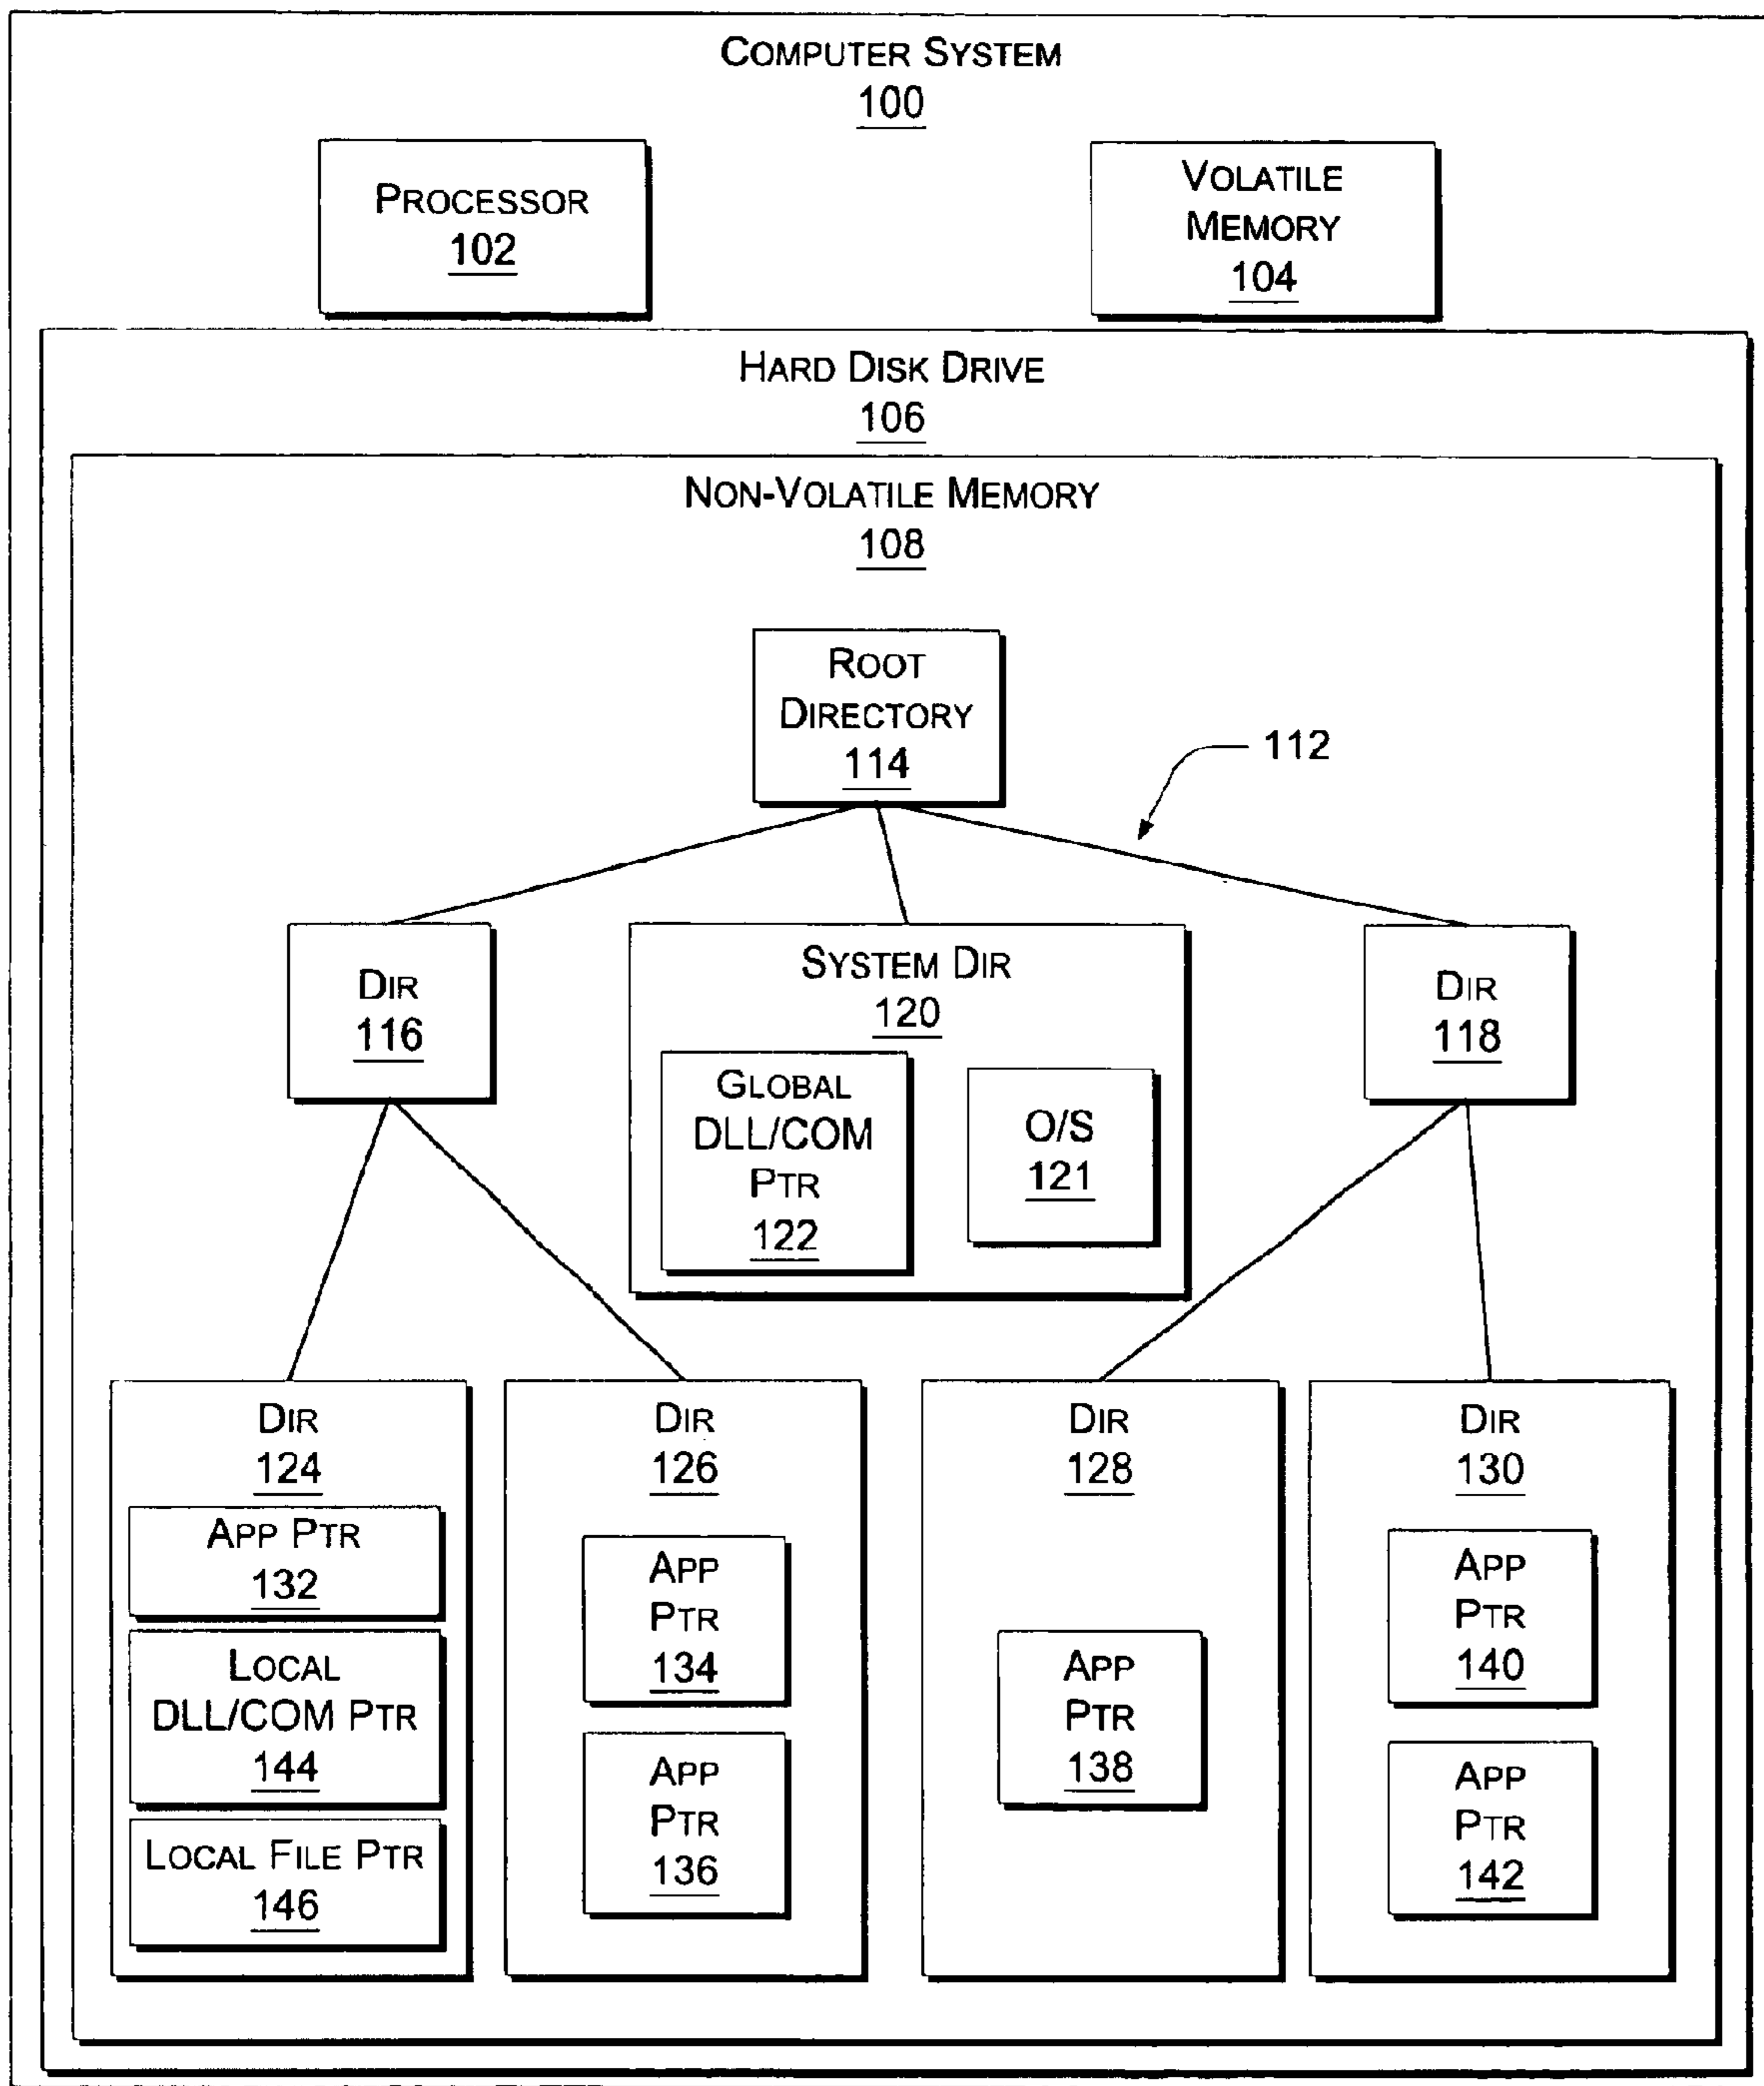 COMPUTER SYSTEM
100
PROCESSOR
102
VOLATILE
MEMORY
104
HARD DISK DRIVE
106
NON-VOLATILE MEMORY
108
ROOT
DIRECTORY
114
112
DIR
116
SYSTEM DIR
120
GLOBAL
DLL/COM
PTR
122
O/S
121
DIR
118
DIR
124
APP PTR
132
LOCAL
DLL/COM PTR
144
LOCAL FILE PTR
146
DIR
126
APP
PTR
134
APP
PTR
136
DIR
128
APP
PTR
138
DIR
130
APP
PTR
140
APP
PTR
142